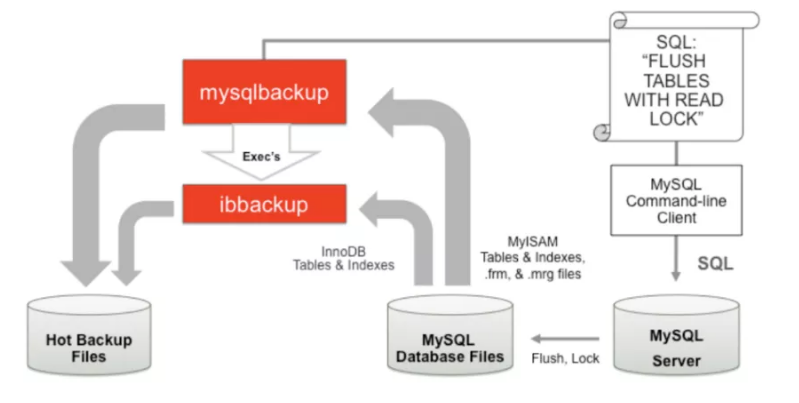 SQL:
“FLUSH
TABLES
WITH READ
LOCK”
mysqlbackup
Exec's
ibbackup
MySQL
Command-line
Client
InnoDB
Tables & Indexes
MyISAM
Tables & Indexes,
.frm, & .mrg files
SQL
Hot Backup
Files
MySQL
Database Files
Flush, Lock
MySQL
Server